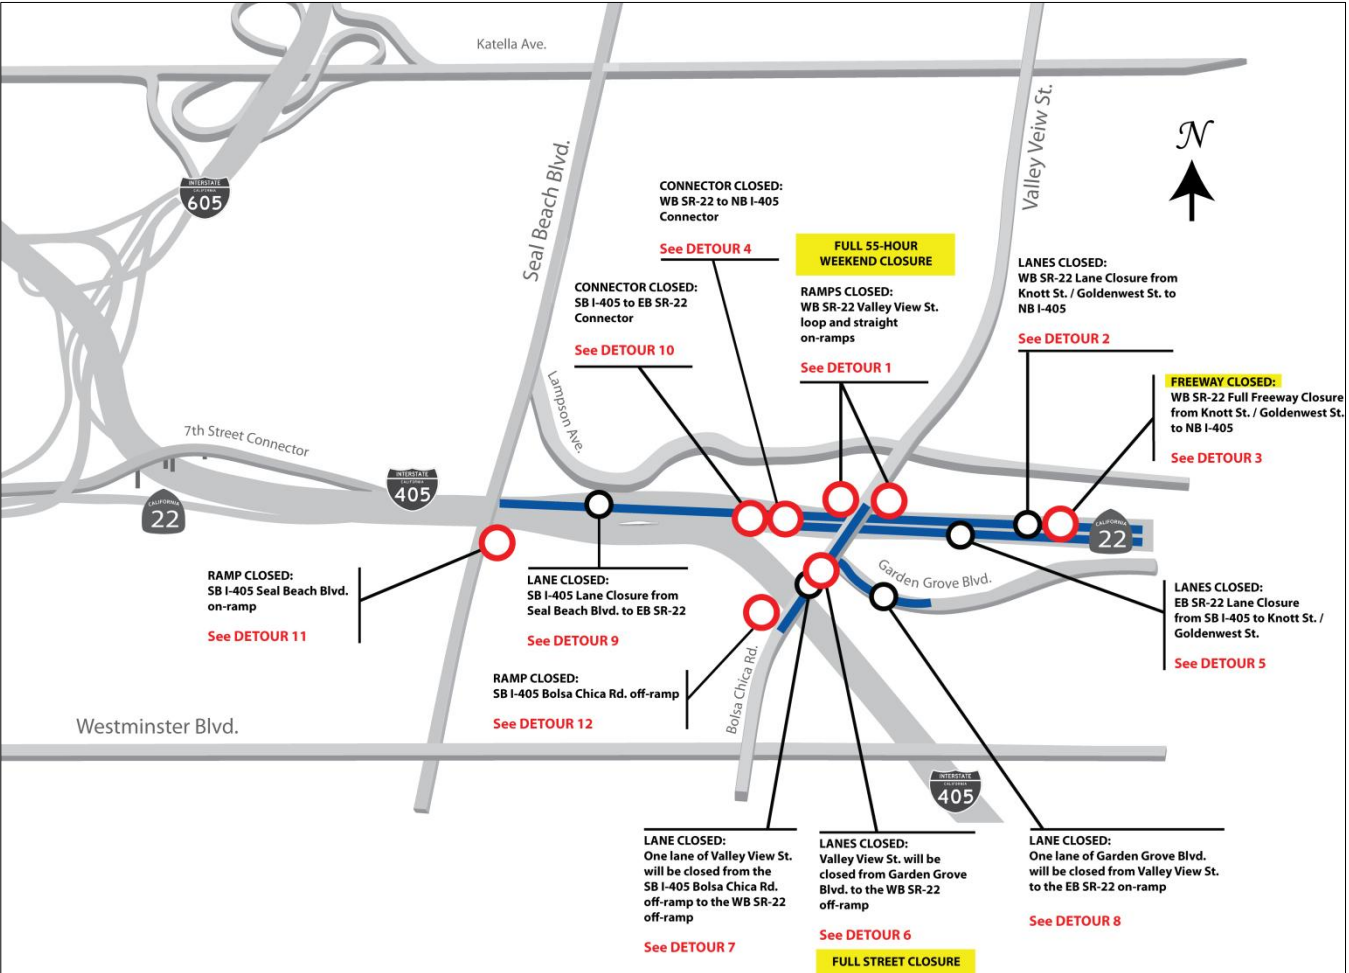 Katella Ave.
Seal Beach Blvd.
Valley Veiw St.
N
INTERSTATE
CALIFORNIA
605
CONNECTOR CLOSED:
WB SR-22 to NB I-405
Connector
See DETOUR 4
FULL 55-HOUR
WEEKEND CLOSURE
RAMPS CLOSED:
WB SR-22 Valley View St.
loop and straight
on-ramps
See DETOUR 1
LANES CLOSED:
WB SR-22 Lane Closure from
Knott St. / Goldenwest St. to
NB I-405
See DETOUR 2
CONNECTOR CLOSED:
SB I-405 to EB SR-22
Connector
See DETOUR 10
FREEWAY CLOSED:
WB SR-22 Full Freeway Closure
from Knott St. / Goldenwest St.
to NB I-405
See DETOUR 3
Lampson Ave.
7th Street Connector
INTERSTATE
CALIFORNIA
405
CALIFORNIA
22
CALIFORNIA
22
Garden Grove Blvd.
RAMP CLOSED:
SB I-405 Seal Beach Blvd.
on-ramp
See DETOUR 11
LANE CLOSED:
SB I-405 Lane Closure from
Seal Beach Blvd. to EB SR-22
See DETOUR 9
LANES CLOSED:
EB SR-22 Lane Closure
from SB I-405 to Knott St. /
Goldenwest St.
See DETOUR 5
RAMP CLOSED:
SB I-405 Bolsa Chica Rd. off-ramp
See DETOUR 12
Bolsa Chica Rd.
Westminster Blvd.
INTERSTATE
CALIFORNIA
405
LANE CLOSED:
One lane of Valley View St.
will be closed from the
SB I-405 Bolsa Chica Rd.
off-ramp to the WB SR-22
off-ramp
See DETOUR 7
LANES CLOSED:
Valley View St. will be
closed from Garden Grove
Blvd. to the WB SR-22
off-ramp
See DETOUR 6
FULL STREET CLOSURE
LANE CLOSED:
One lane of Garden Grove Blvd.
will be closed from Valley View St.
to the EB SR-22 on-ramp
See DETOUR 8